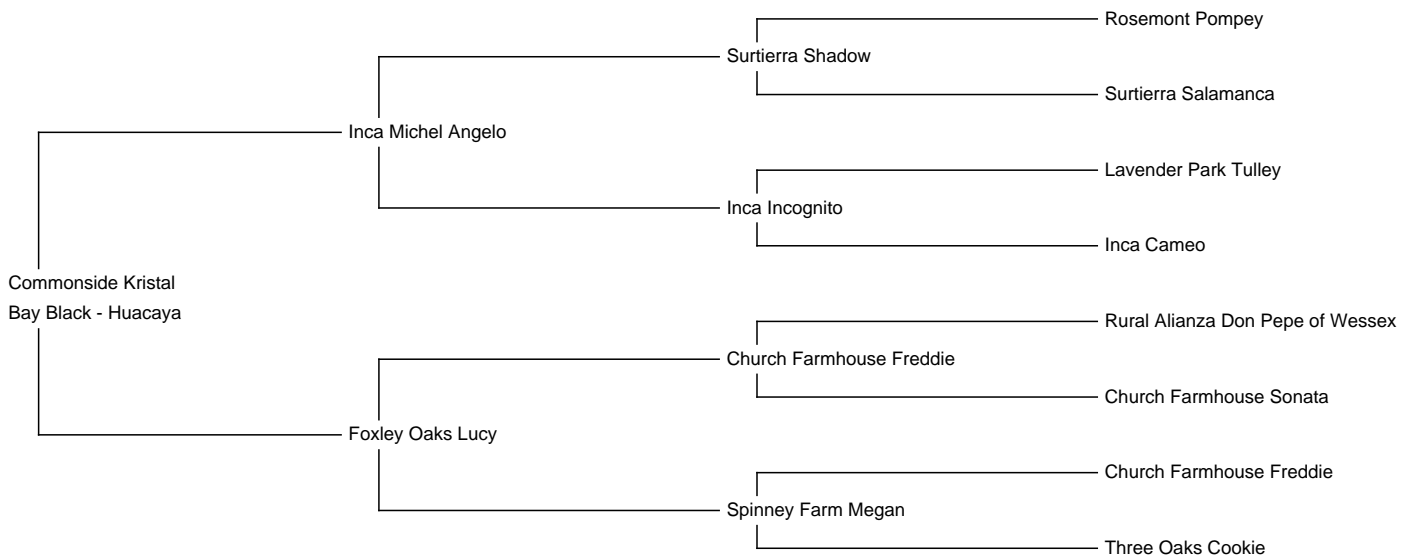 Rosemont Pompey
Surtierra Shadow
Surtierra Salamanca
Inca Michel Angelo
Lavender Park Tulley
Inca Incognito
Inca Cameo
Commonside Kristal
Bay Black - Huacaya
Rural Alianza Don Pepe of Wessex
Church Farmhouse Freddie
Church Farmhouse Sonata
Foxley Oaks Lucy
Church Farmhouse Freddie
Spinney Farm Megan
Three Oaks Cookie